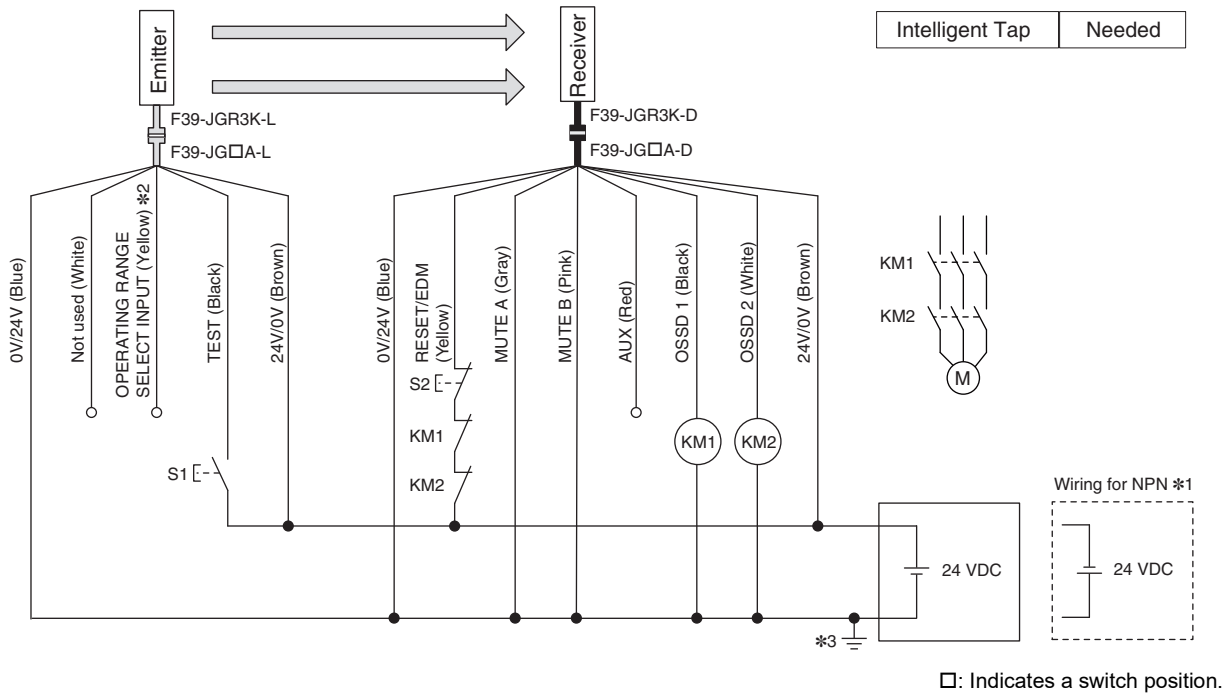 Emitter
Receiver
Intelligent Tap
Needed
F39-JGR3K-L
F39-JG□A-L
F39-JGR3K-D
F39-JG□A-D
0V/24V (Blue)
Not used (White)
OPERATING RANGE
SELECT INPUT (Yellow) ✻2
TEST (Black)
24V/0V (Brown)
0V/24V (Blue)
RESET/EDM
(Yellow)
MUTE A (Gray)
MUTE B (Pink)
AUX (Red)
OSSD 1 (Black)
OSSD 2 (White)
24V/0V (Brown)
KM1
KM2
M
S2
KM1
KM2
KM1
KM2
S1
Wiring for NPN ✻1
24 VDC
24 VDC
✻3
□: Indicates a switch position.